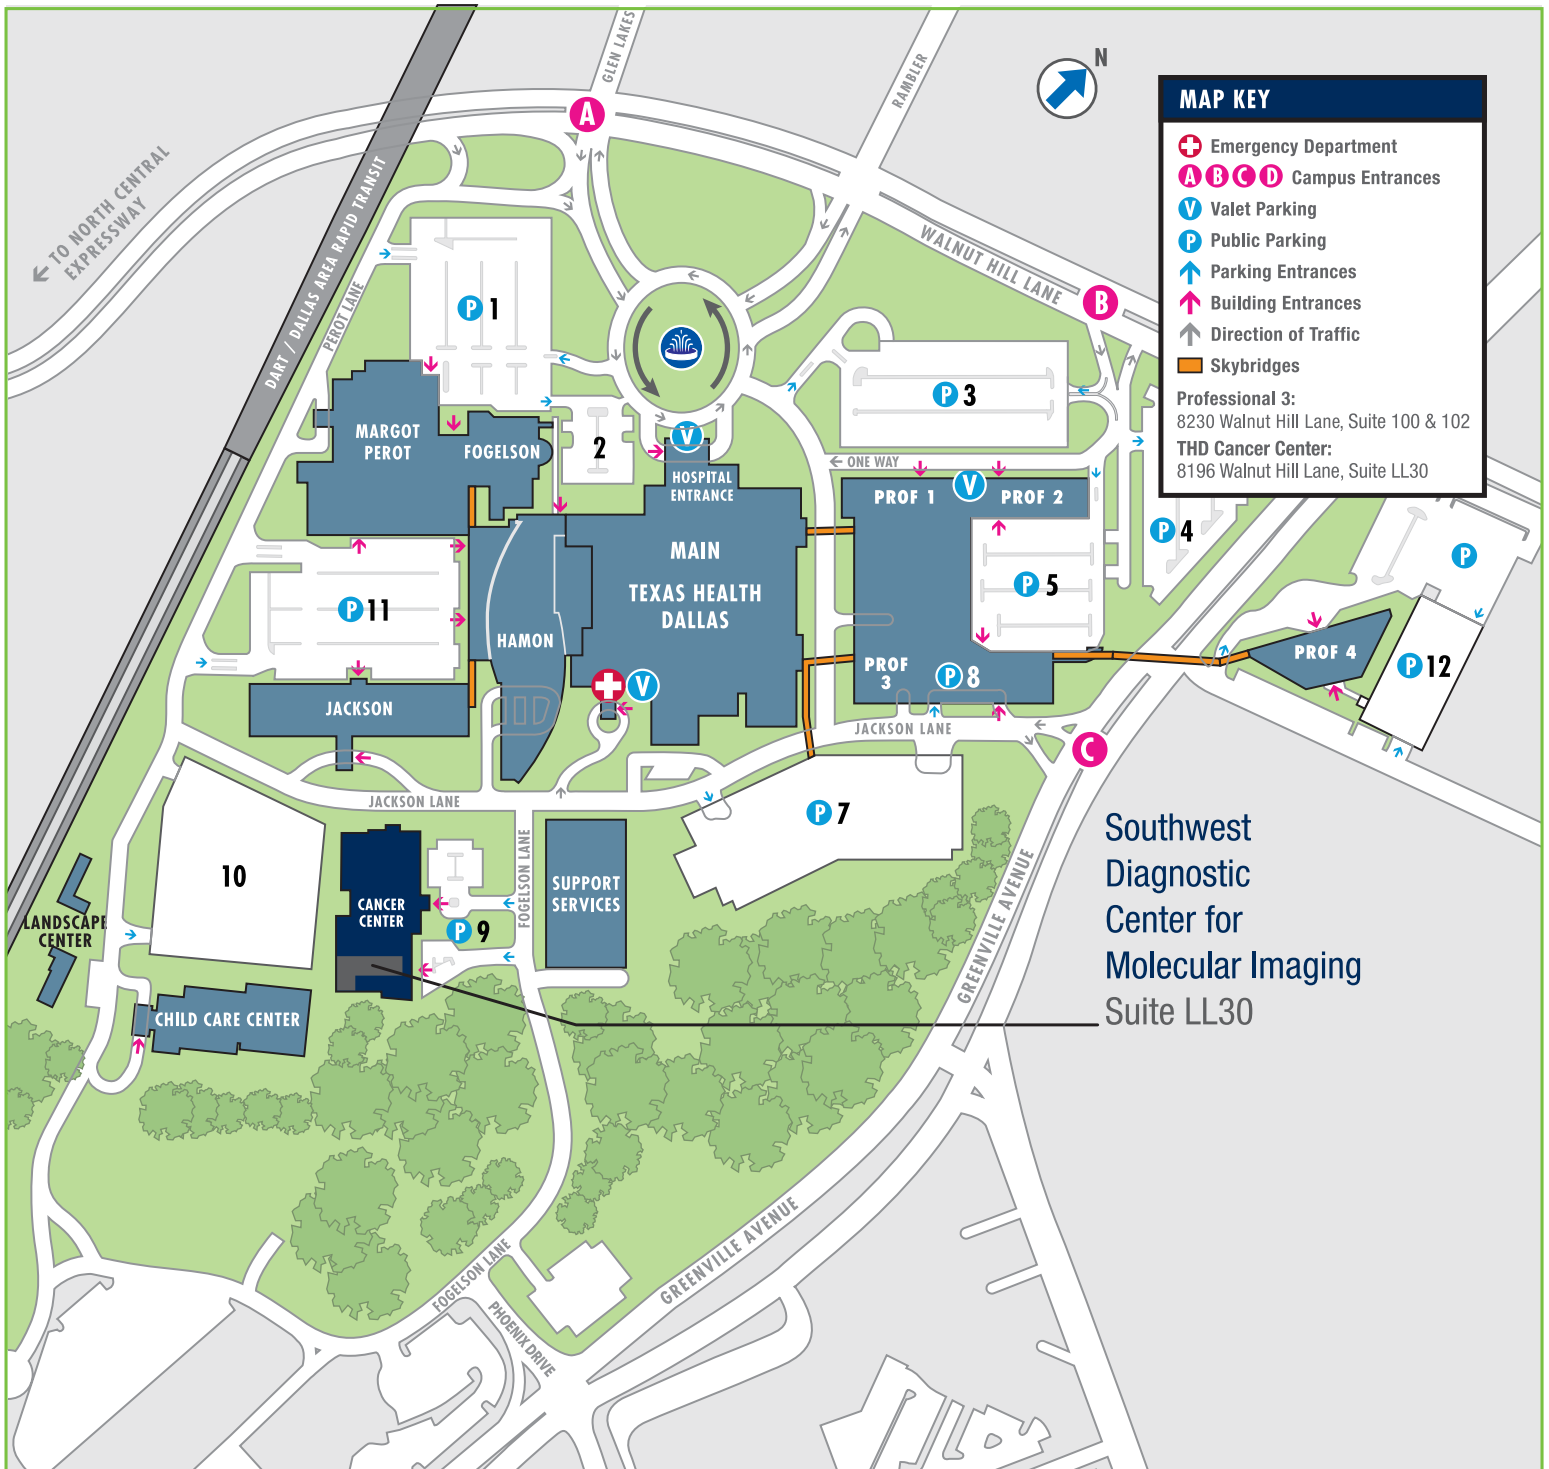 GLEN LAKES
RAMBLER
N
A
MAP KEY
Emergency Department
A B C D Campus Entrances
V Valet Parking
P Public Parking
Parking Entrances
Building Entrances
Direction of Traffic
Skybridges
Professional 3:
8230 Walnut Hill Lane, Suite 100 & 102
THD Cancer Center:
8196 Walnut Hill Lane, Suite LL30
TO NORTH CENTRAL
EXPRESSWAY
DART / DALLAS AREA RAPID TRANSIT
PEROT LANE
WALNUT HILL LANE
B
P 1
P 3
MARGOT
PEROT
FOGELSON
2
V
HOSPITAL
ENTRANCE
ONE WAY
PROF 1
V
PROF 2
P 4
P
MAIN
TEXAS HEALTH
DALLAS
P 5
P 11
HAMON
PROF
3
P 8
PROF 4
P 12
V
JACKSON
JACKSON LANE
C
JACKSON LANE
P 7
10
CANCER
CENTER
FOGELSON LANE
SUPPORT
SERVICES
P 9
LANDSCAPE
CENTER
CHILD CARE CENTER
GREENVILLE AVENUE
Southwest
Diagnostic
Center for
Molecular Imaging
Suite LL30
GREENVILLE AVENUE
FOGELSON LANE
PHOENIX DRIVE